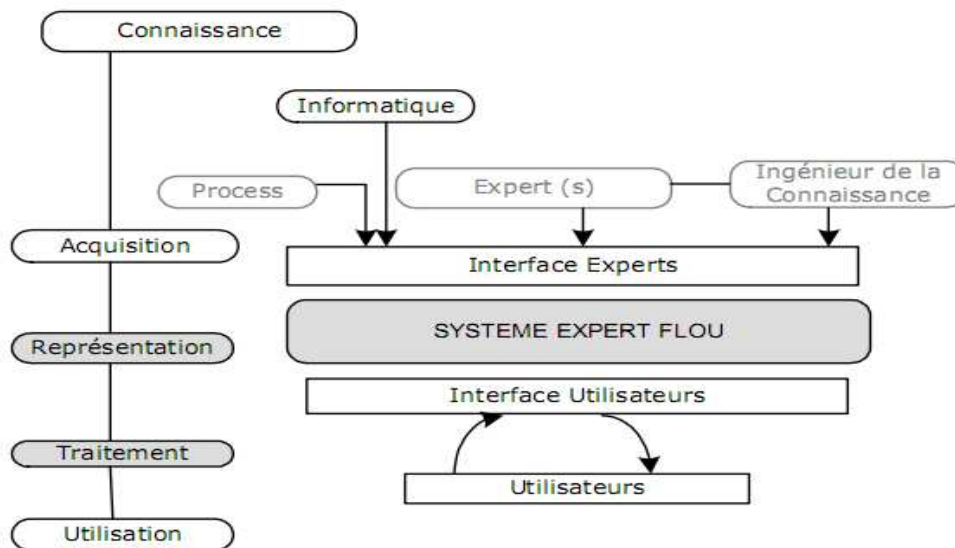 Connaissance
Informatique
Process
Expert (s)
Ingénieur de la
Connaissance
Acquisition
Interface Experts
SYSTEME EXPERT FLOU
Représentation
Interface Utilisateurs
Traitement
Utilisateurs
Utilisation